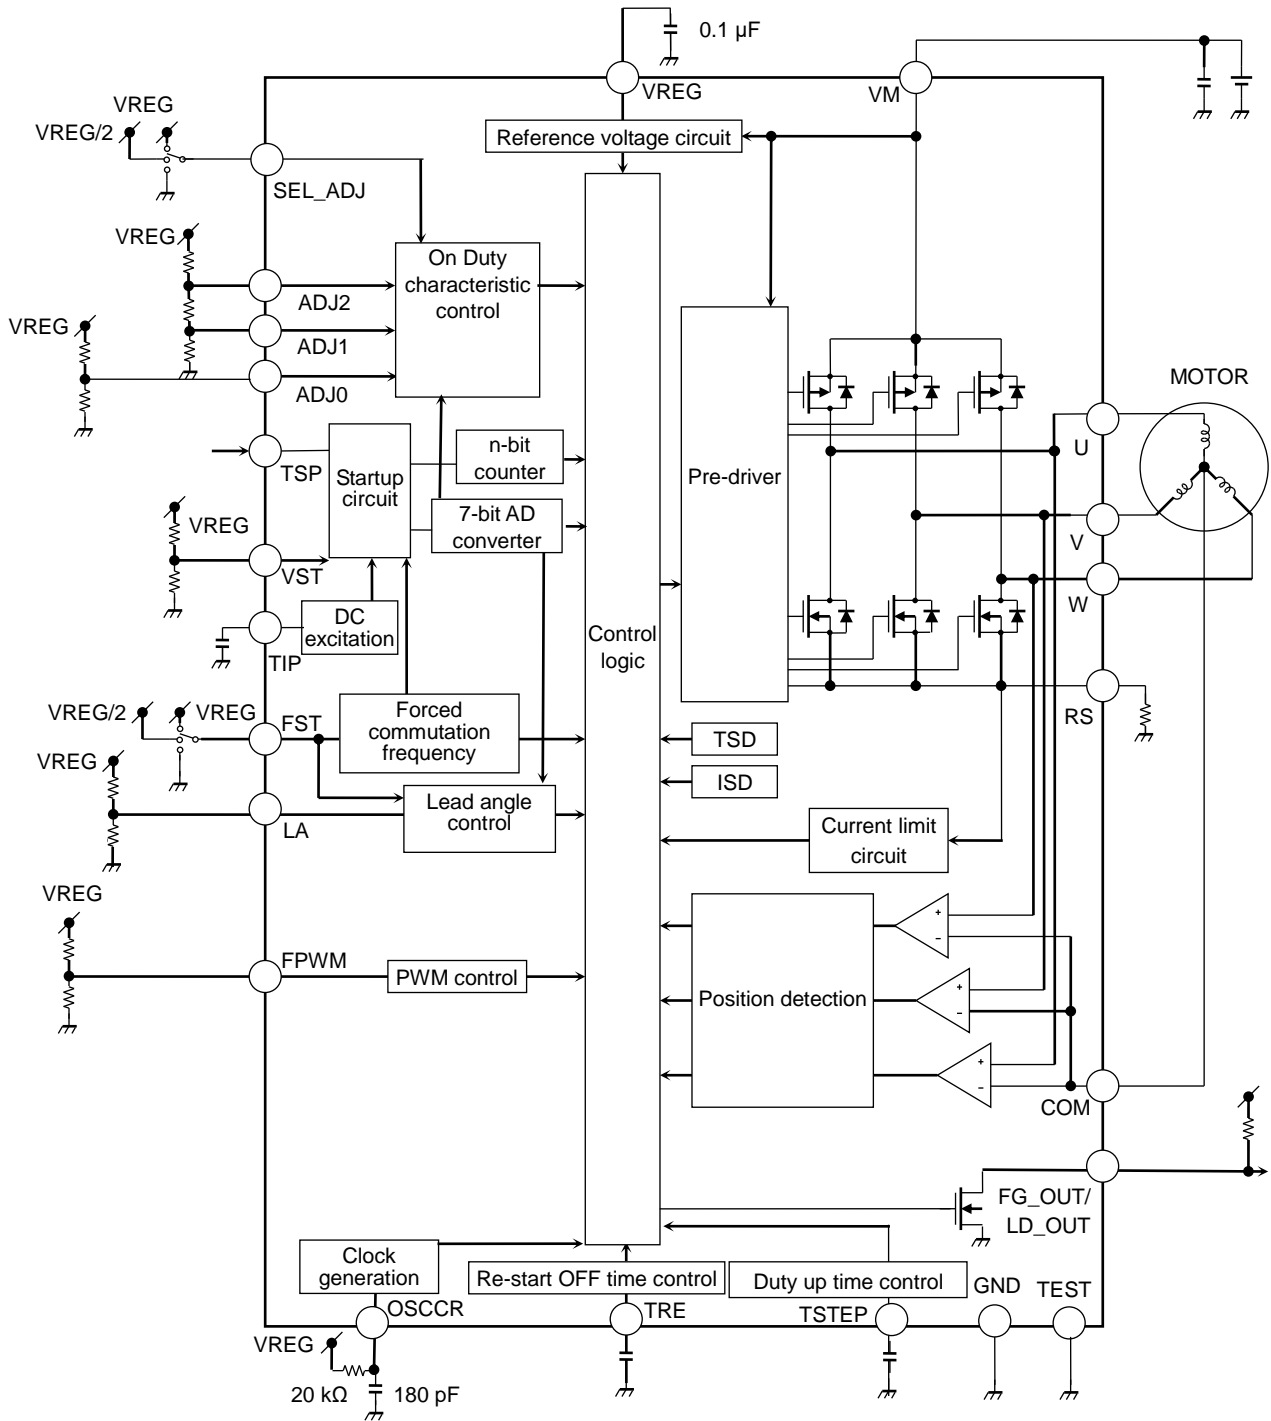 0.1 µF
VREG
VM
VREG
VREG/2
Reference voltage circuit
SEL_ADJ
VREG
On Duty
characteristic
control
ADJ2
VREG
ADJ1
ADJ0
MOTOR
U
TSP
Startup
circuit
n-bit
counter
Pre-driver
7-bit AD
converter
VREG
V
VST
W
DC
excitation
TIP
Control
logic
VREG/2
VREG
FST
Forced
commutation
frequency
RS
TSD
VREG
ISD
Lead angle
control
LA
Current limit
circuit
VREG
+
-
FPWM
PWM control
Position detection
+
-
+
-
COM
FG_OUT/
LD_OUT
Clock
generation
Re-start OFF time control
Duty up time control
GND
TEST
OSCCR
TRE
TSTEP
VREG
20 kΩ
180 pF